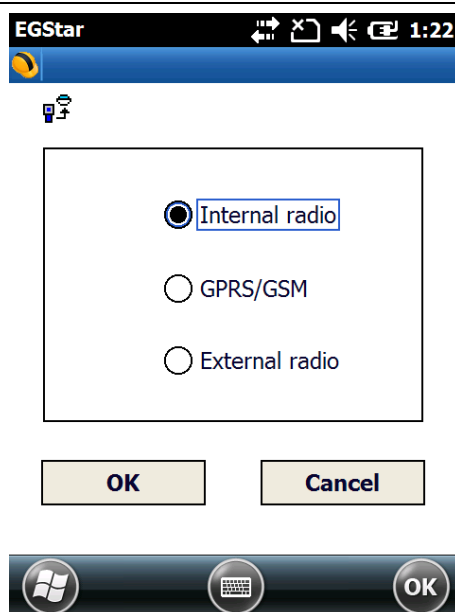 EGStar 1:22
Internal radio
GPRS/GSM
External radio
OK Cancel
OK